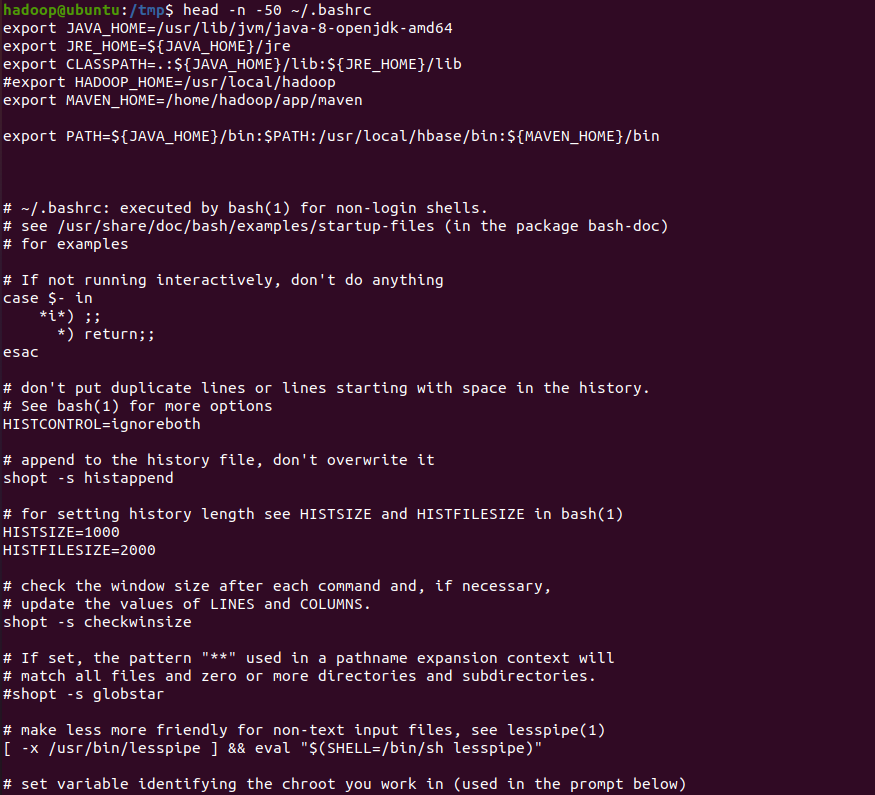 hadoop@ubuntu:/tmp$ head -n -50 ~/.bashrc
export JAVA_HOME=/usr/lib/jvm/java-8-openjdk-amd64
export JRE_HOME=${JAVA_HOME}/jre
export CLASSPATH=.:${JAVA_HOME}/lib:${JRE_HOME}/lib
#export HADOOP_HOME=/usr/local/hadoop
export MAVEN_HOME=/home/hadoop/app/maven

export PATH=${JAVA_HOME}/bin:$PATH:/usr/local/hbase/bin:${MAVEN_HOME}/bin



# ~/.bashrc: executed by bash(1) for non-login shells.
# see /usr/share/doc/bash/examples/startup-files (in the package bash-doc)
# for examples

# If not running interactively, don't do anything
case $- in
    *i*) ;;
      *) return;;
esac

# don't put duplicate lines or lines starting with space in the history.
# See bash(1) for more options
HISTCONTROL=ignoreboth

# append to the history file, don't overwrite it
shopt -s histappend

# for setting history length see HISTSIZE and HISTFILESIZE in bash(1)
HISTSIZE=1000
HISTFILESIZE=2000

# check the window size after each command and, if necessary,
# update the values of LINES and COLUMNS.
shopt -s checkwinsize

# If set, the pattern "**" used in a pathname expansion context will
# match all files and zero or more directories and subdirectories.
#shopt -s globstar

# make less more friendly for non-text input files, see lesspipe(1)
[ -x /usr/bin/lesspipe ] && eval "$(SHELL=/bin/sh lesspipe)"

# set variable identifying the chroot you work in (used in the prompt below)